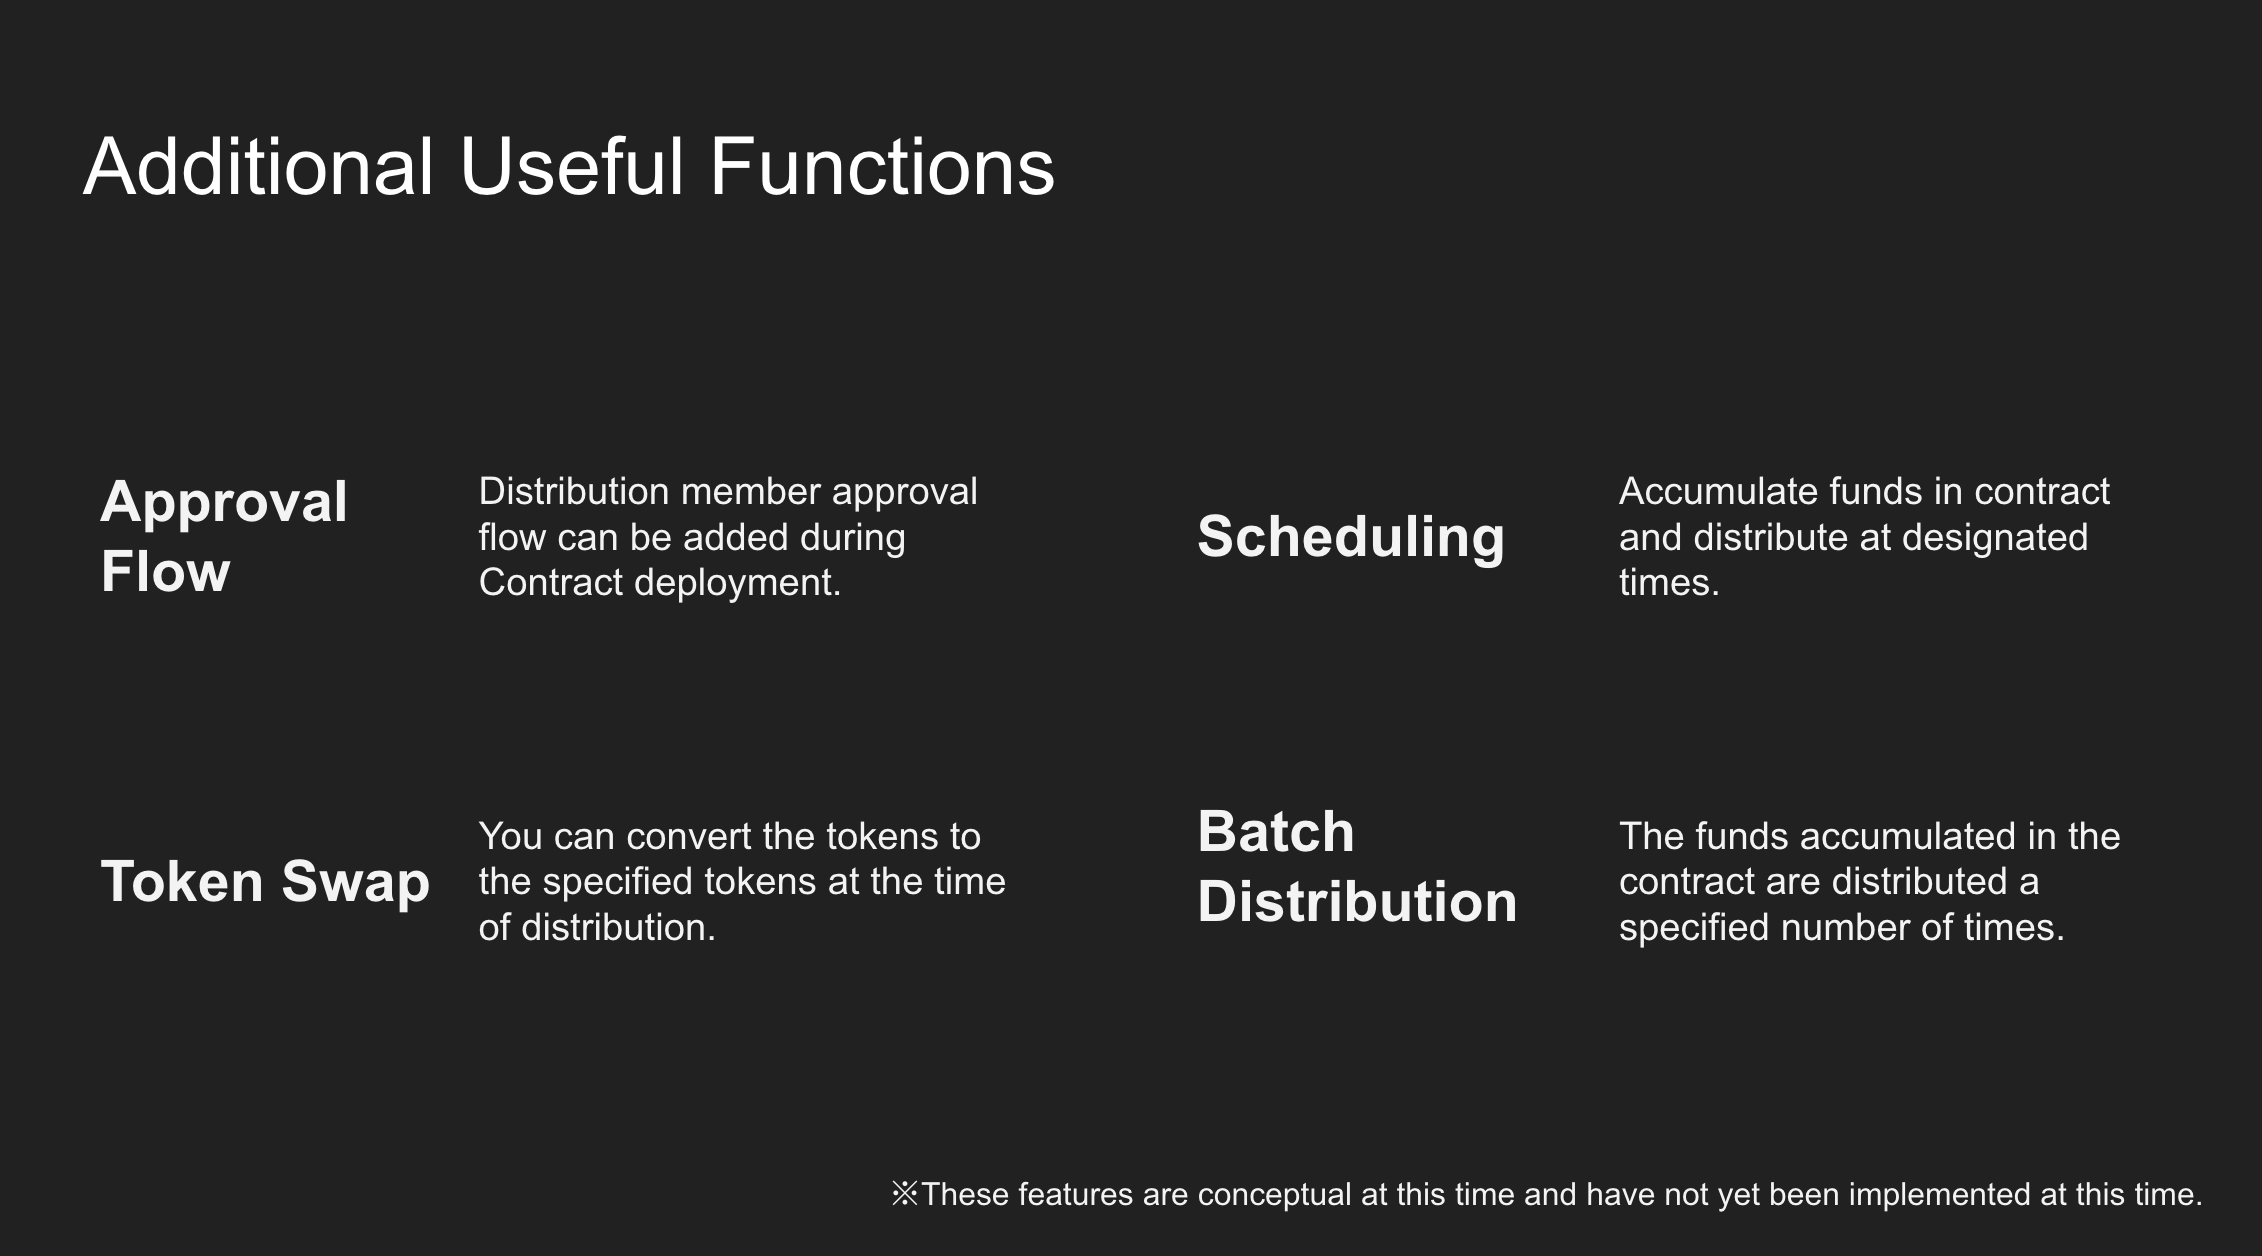 Additional Useful Functions
Approval
Flow
Distribution member approval
flow can be added during
Contract deployment.
Scheduling
Accumulate funds in contract
and distribute at designated
times.
Token Swap
You can convert the tokens to
the specified tokens at the time
of distribution.
Batch
Distribution
The funds accumulated in the
contract are distributed a
specified number of times.
※These features are conceptual at this time and have not yet been implemented at this time.